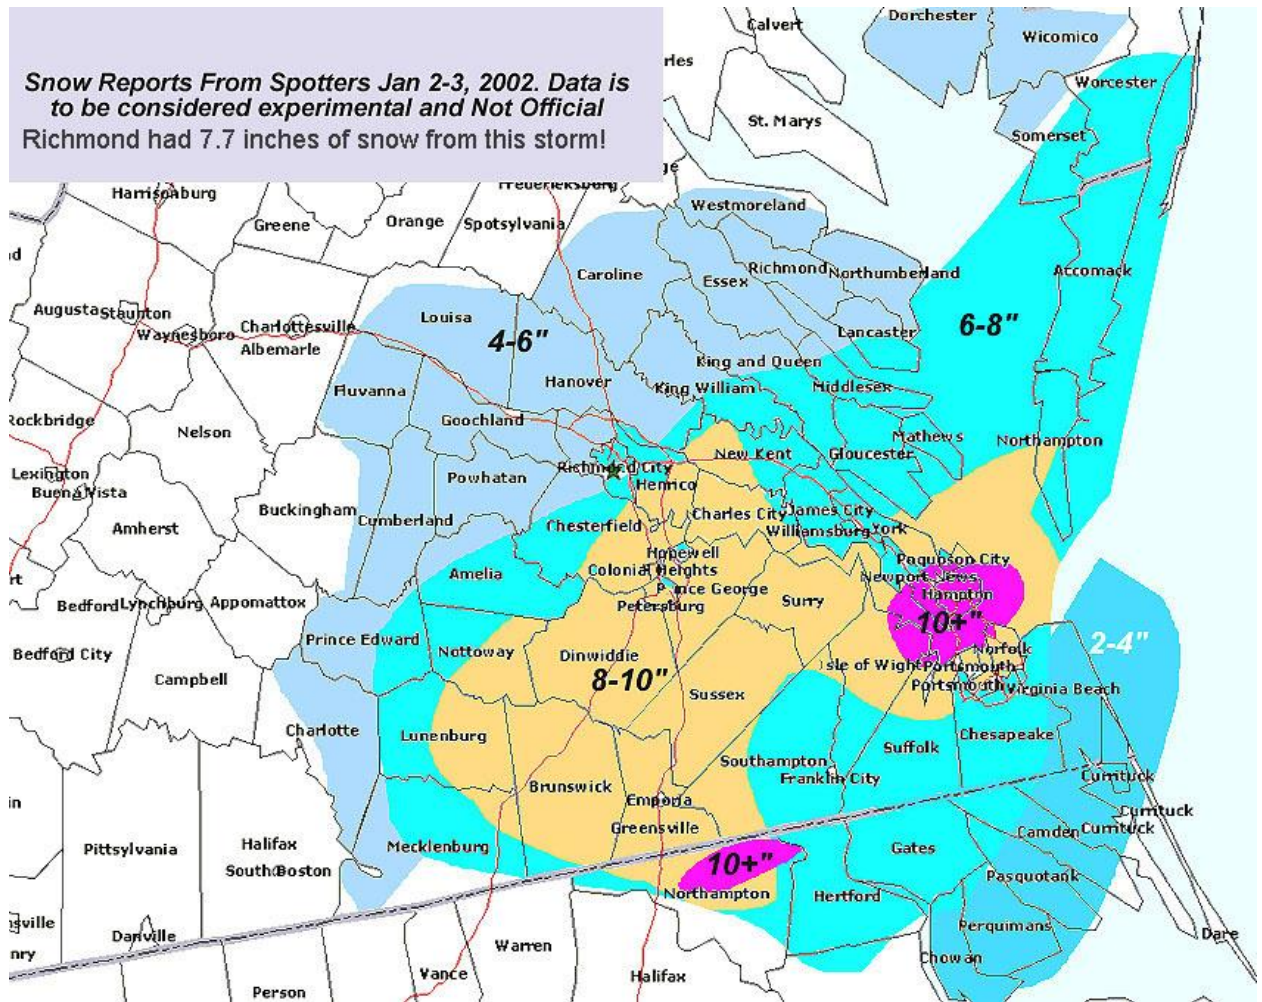 Snow Reports From Spotters Jan 2-3, 2002. Data is
to be considered experimental and Not Official
Richmond had 7.7 inches of snow from this storm!
Calvert
Dorchester
Wicomico
rles
Worcester
St. Marys
Somerset
ge
Harrisonburg
Fredericksburg
Greene
Orange
Spotsylvania
Westmoreland
d
Caroline
Essex
Richmond
Northumberland
Accomack
Augusta
Staunton
Waynesboro
Charlottesville
Albemarle
Louisa
4-6"
Lancaster
6-8"
King and Queen
Hanover
King William
Middlesex
Fluvanna
Rockbridge
Nelson
Goochland
Mathews
Northampton
New Kent
Gloucester
Lexington
Buena Vista
Richmond City
Henrico
Powhatan
Buckingham
Cumberland
Amherst
Chesterfield
Charles City
James City
Williamsburg
York
Hopewell
Poquoson City
rt
Amelia
Colonial Heights
Newport News
Bedford
Lynchburg
Appomattox
Petersburg
Prince George
Surry
Hampton
10+"
Bedford City
Prince Edward
Nottoway
Dinwiddie
8-10"
Norfolk
2-4"
Isle of Wight
Portsmouth
Portsmouth
Virginia Beach
Campbell
Sussex
Charlotte
Lunenburg
Suffolk
Chesapeake
Southampton
Franklin City
Currituck
Brunswick
Emporia
Greensville
in
Currituck
Camden
Currituck
Pittsylvania
Halifax
South Boston
Mecklenburg
10+"
Gates
Pasquotank
Northampton
Hertford
nsville
Danville
Perquimans
nry
Warren
Dare
Chowan
Vance
Halifax
Person